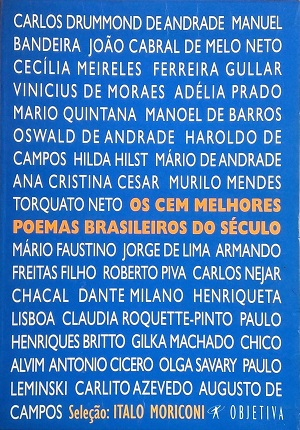 CARLOS DRUMMOND DE ANDRADE MANUEL
BANDEIRA JOÃO CABRAL DE MELO NETO
CECÍLIA MEIRELES FERREIRA GULLAR
VINICIUS DE MORAES ADÉLIA PRADO
MARIO QUINTANA MANOEL DE BARROS
OSWALD DE ANDRADE HAROLDO DE
CAMPOS HILDA HILST MÁRIO DE ANDRADE
ANA CRISTINA CESAR MURILO MENDES
TORQUATO NETO OS CEM MELHORES
POEMAS BRASILEIROS DO SÉCULO
MÁRIO FAUSTINO JORGE DE LIMA ARMANDO
FREITAS FILHO ROBERTO PIVA CARLOS NEJAR
CHACAL DANTE MILANO HENRIQUETA
LISBOA CLAUDIA ROQUETTE-PINTO PAULO
HENRIQUES BRITTO GILKA MACHADO CHICO
ALVIM ANTONIO CICERO OLGA SAVARY PAULO
LEMINSKI CARLITO AZEVEDO AUGUSTO DE
CAMPOS Seleção: ITALO MORICONI OBJETIVA